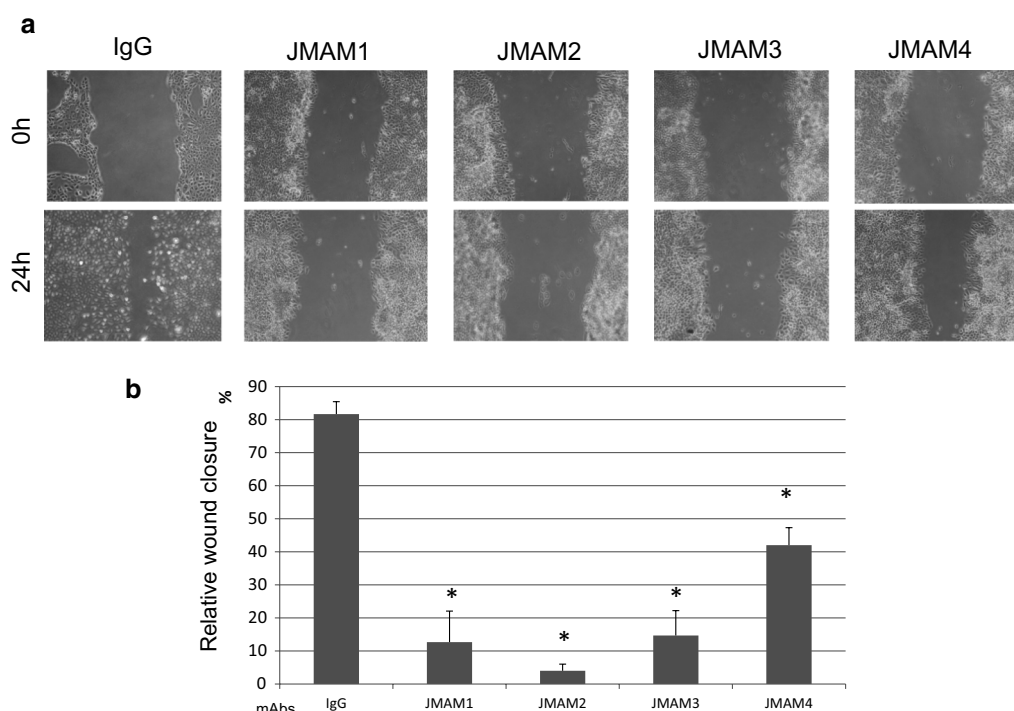 a
IgG JMAM1 JMAM2 JMAM3 JMAM4
0h
24h
b
Relative wound closure %
90
80
70
60
50
40
30
20
10
0
* * * *
mAbs IgG JMAM1 JMAM2 JMAM3 JMAM4